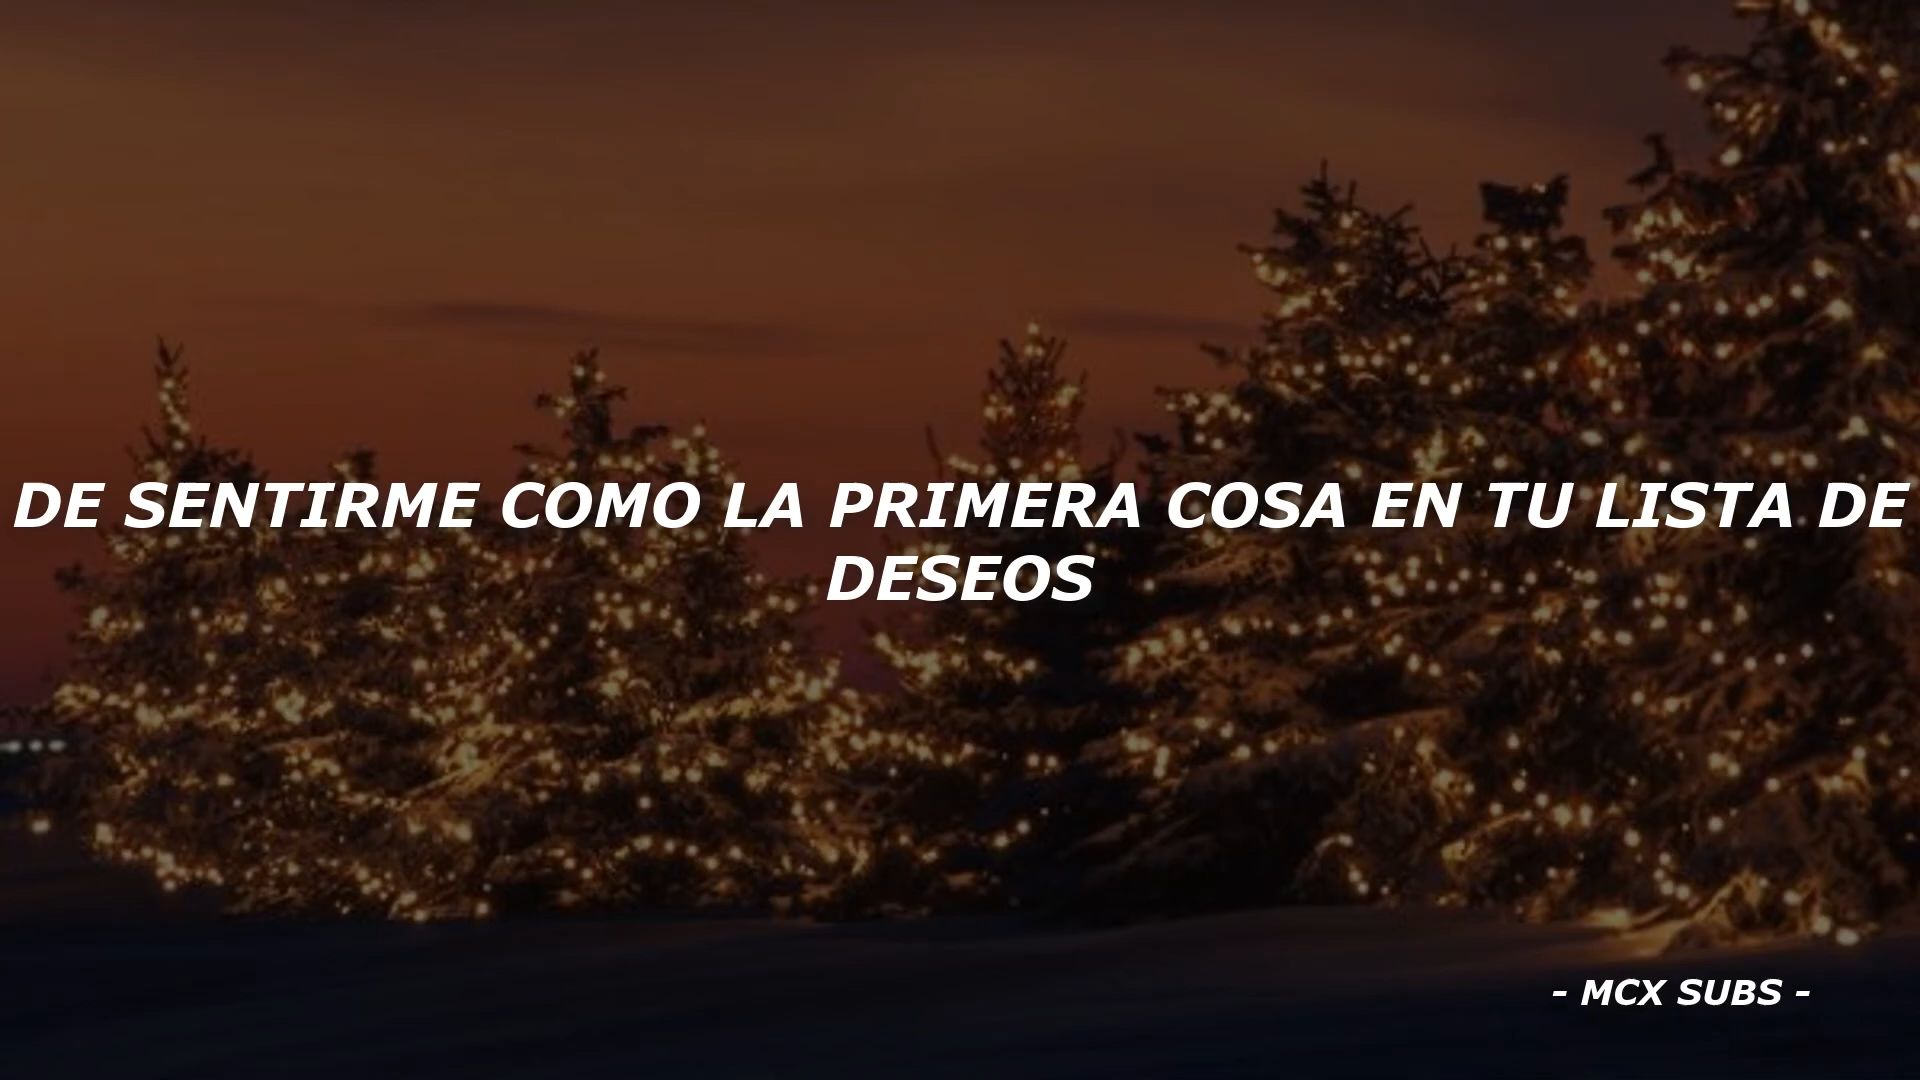 DE SENTIRME COMO LA PRIMERA COSA EN TU LISTA DE
DESEOS
- MCX SUBS -